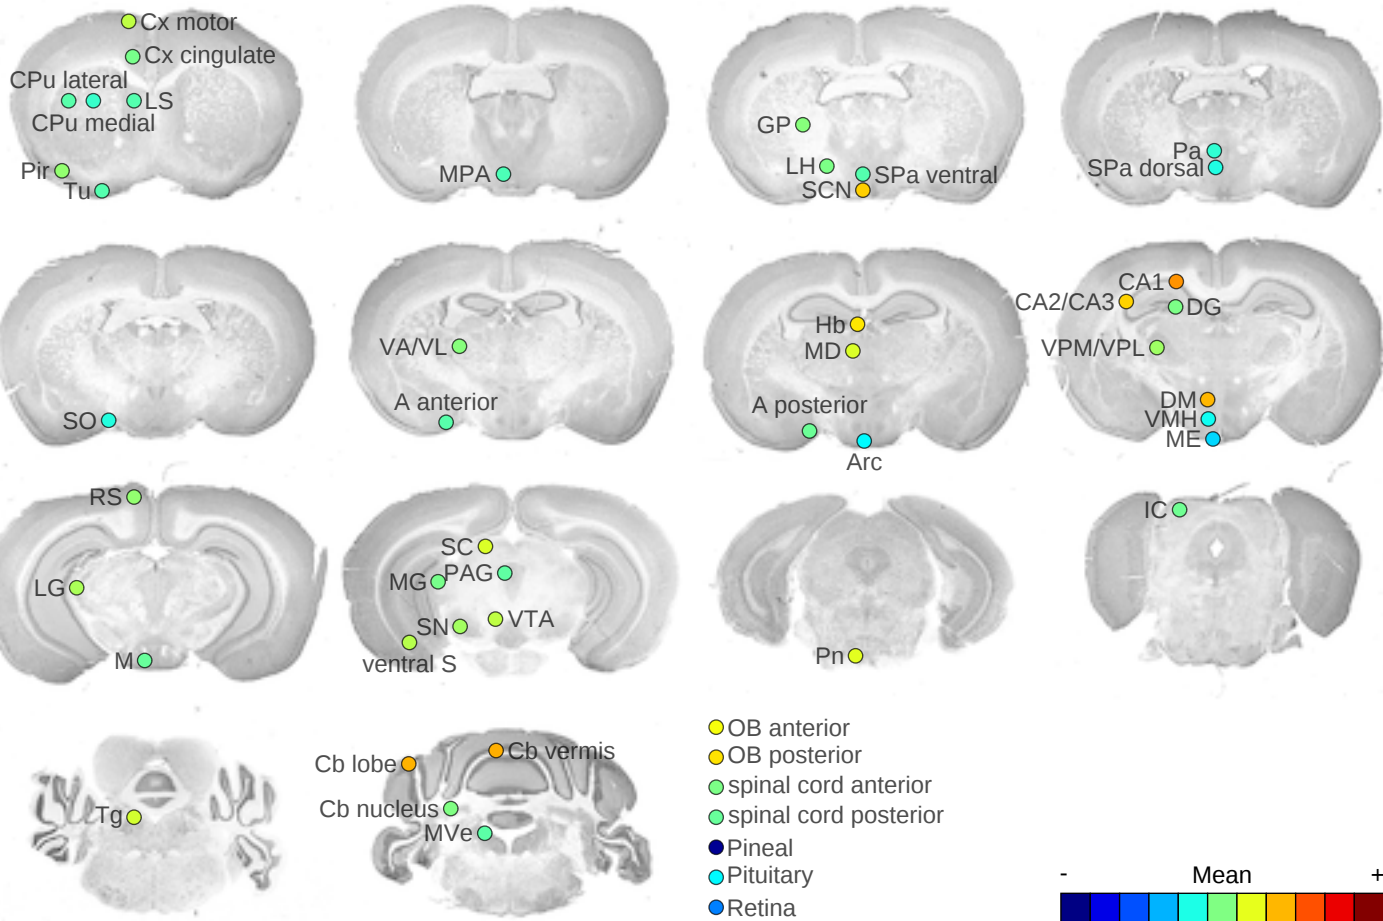 Cx motor
Cx cingulate
CPu lateral
LS
CPu medial
Pir
Tu
MPA
GP
LH
SPa ventral
SCN
Pa
SPa dorsal
SO
VA/VL
A anterior
Hb
MD
A posterior
Arc
CA1
CA2/CA3
DG
VPM/VPL
DM
VMH
ME
RS
LG
M
SC
MG
PAG
SN
VTA
ventral S
Pn
IC
Tg
Cb lobe
Cb vermis
Cb nucleus
MVe
OB anterior
OB posterior
spinal cord anterior
spinal cord posterior
Pineal
Pituitary
Retina
- Mean +